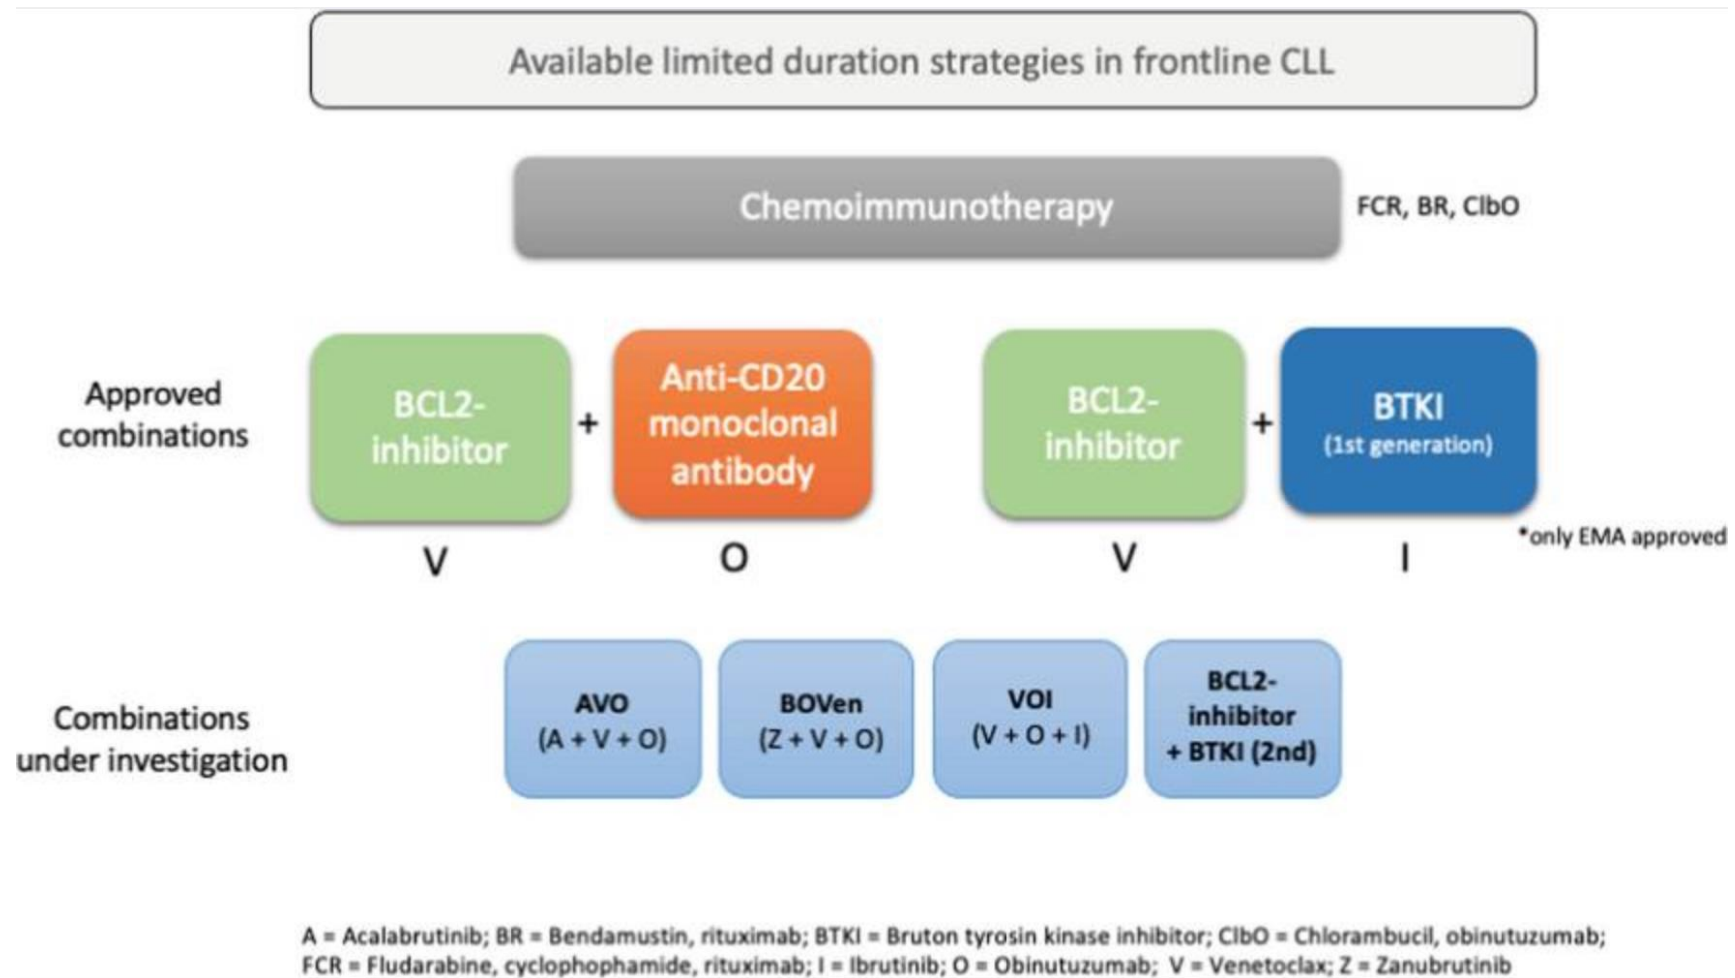 Available limited duration strategies in frontline CLL
Chemoimmunotherapy
FCR, BR, ClbO
Approved
combinations
BCL2-
inhibitor
+
Anti-CD20
monoclonal
antibody
BCL2-
inhibitor
+
BTKI
(1st generation)
*only EMA approved
V
O
V
I
Combinations
under investigation
AVO
(A + V + O)
BOVen
(Z + V + O)
VOI
(V + O + I)
BCL2-
inhibitor
+ BTKI (2nd)
A = Acalabrutinib; BR = Bendamustin, rituximab; BTKI = Bruton tyrosin kinase inhibitor; ClbO = Chlorambucil, obinutuzumab;
FCR = Fludarabine, cyclophophamide, rituximab; I = Ibrutinib; O = Obinutuzumab; V = Venetoclax; Z = Zanubrutinib